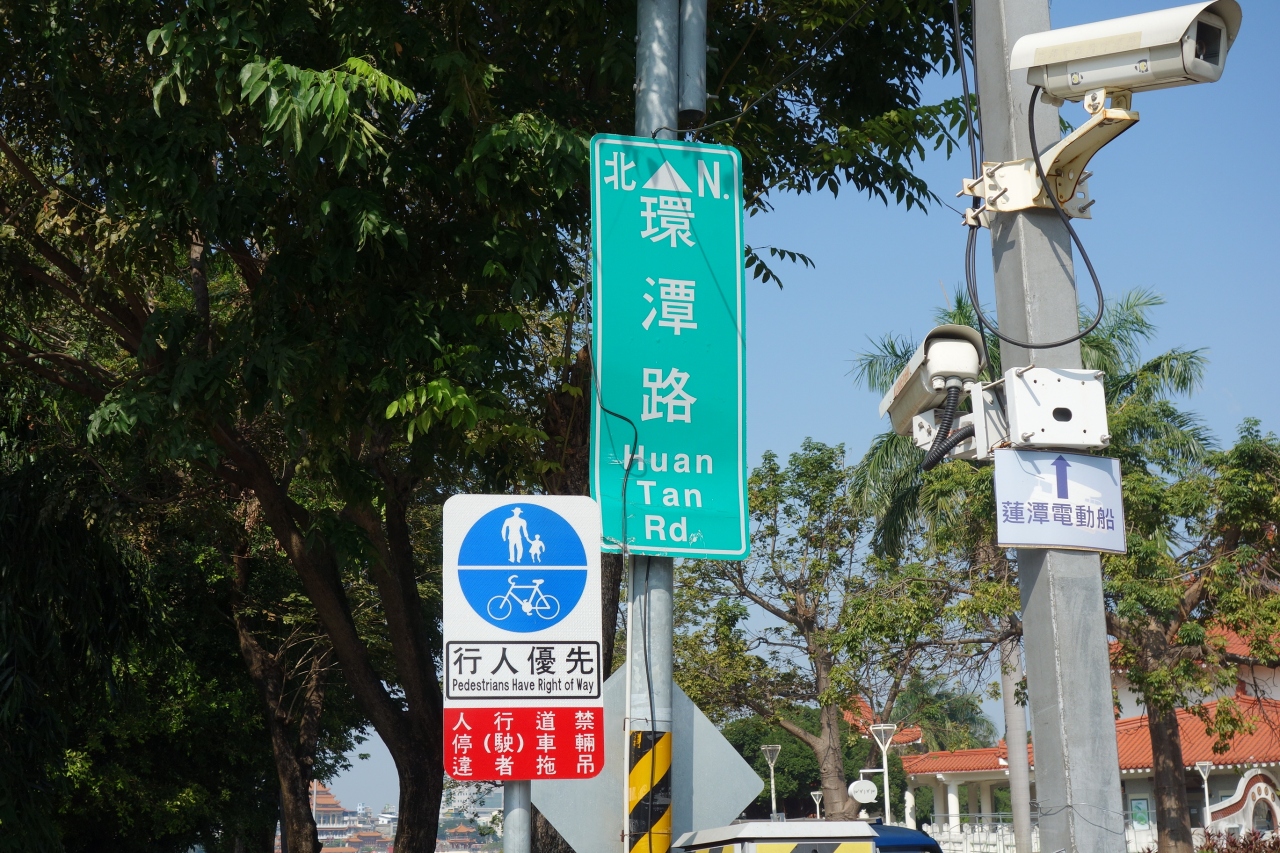 北 N.
環潭路
Huan
Tan
Rd
行人優先
Pedestrians Have Right of Way
人行道禁
停(駛)車輛
違者拖吊
蓮潭電動船